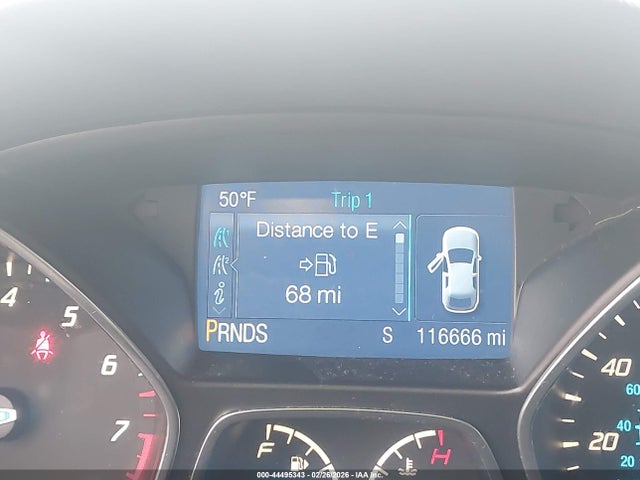 50°F Trip 1
Distance to E
2
i
68 mi
PRNDS S 116666 mi
4
5
6
7
F
H
40
20
60
40
20
000-44495343 / 02/26/2026 - IAA Inc.